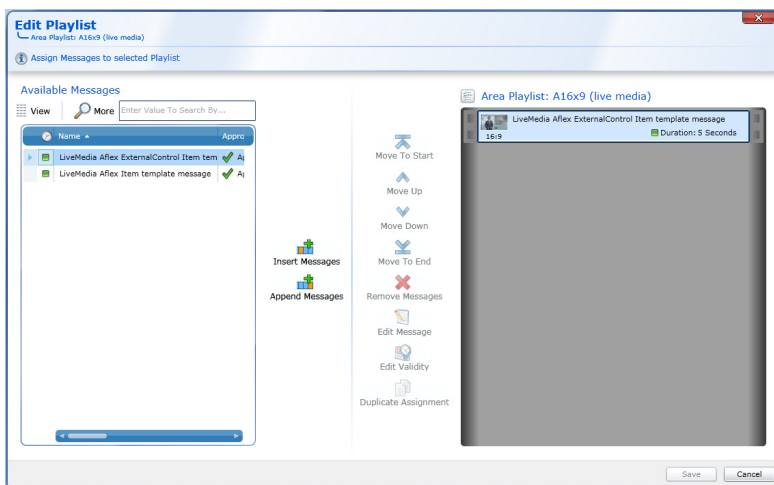 Edit Playlist
Area Playlist: A16x9 (live media)
Assign Messages to selected Playlist
Available Messages
View
More
Enter Value To Search By...
Name
Appro
LiveMedia Aflex ExternalControl Item tem
LiveMedia Aflex Item template message
Insert Messages
Append Messages
Move To Start
Move Up
Move Down
Move To End
Remove Messages
Edit Message
Edit Validity
Duplicate Assignment
Area Playlist: A16x9 (live media)
LiveMedia Aflex ExternalControl Item template message
16:9
Duration: 5 Seconds
Save
Cancel